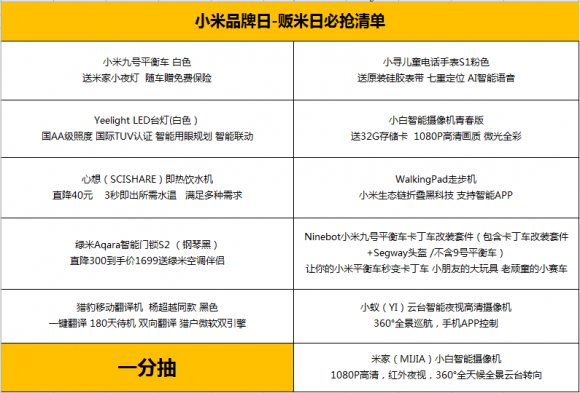 小米品牌日-贩米日必抢清单
小米九号平衡车 白色
送米家小夜灯 随车赠免费保险
小寻儿童电话手表S1粉色
送原装硅胶表带 七重定位 AI智能语音
Yeelight LED台灯(白色）
国AA级照度 国际TUV认证 智能用眼规划 智能联动
小白智能摄像机青春版
送32G存储卡 1080P高清画质 微光全彩
心想（SCISHARE）即热饮水机
直降40元 3秒即出所需水温 满足多种需求
WalkingPad走步机
小米生态链折叠黑科技 支持智能APP
绿米Aqara智能门锁S2 （钢琴黑）
直降300到手价1699送绿米空调伴侣
Ninebot小米九号平衡车卡丁车改装套件（包含卡丁车改装套件
+Segway头盔 /不含9号平衡车）
让你的小米平衡车秒变卡丁车 小朋友的大玩具 老顽童的小赛车
猎豹移动翻译机 杨超越同款 黑色
一键翻译 180天待机 双向翻译 猎户微软双引擎
小蚁（YI）云台智能夜视高清摄像机
360°全景巡航，手机APP控制
一分抽
米家（MIJIA）小白智能摄像机
1080P高清，红外夜视，360°全天候全景云台转向